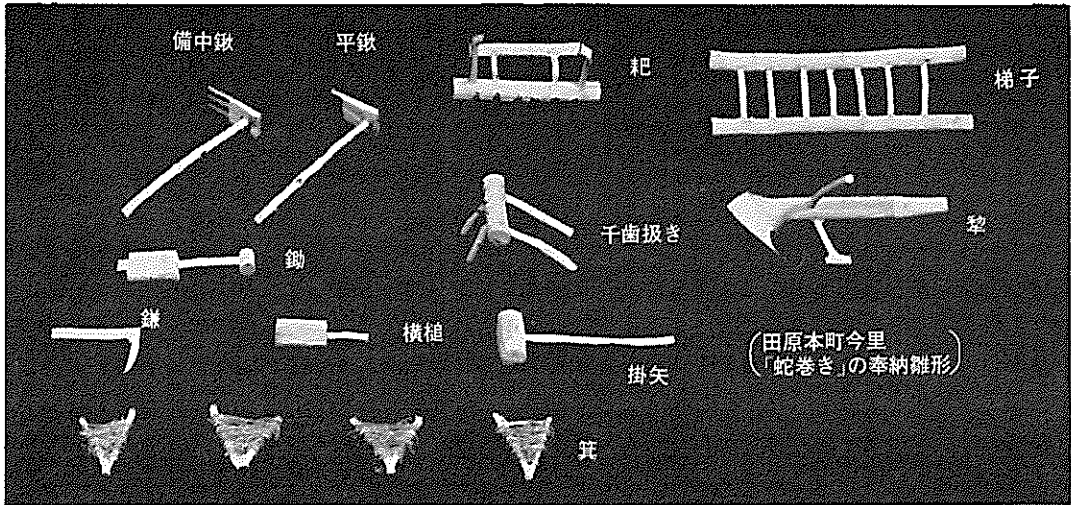 備中鍬
平鍬
耙
梯子
千歯扱き
犂
鋤
鎌
横槌
掛矢
田原本町今里
「蛇巻き」の奉納雛形
箕